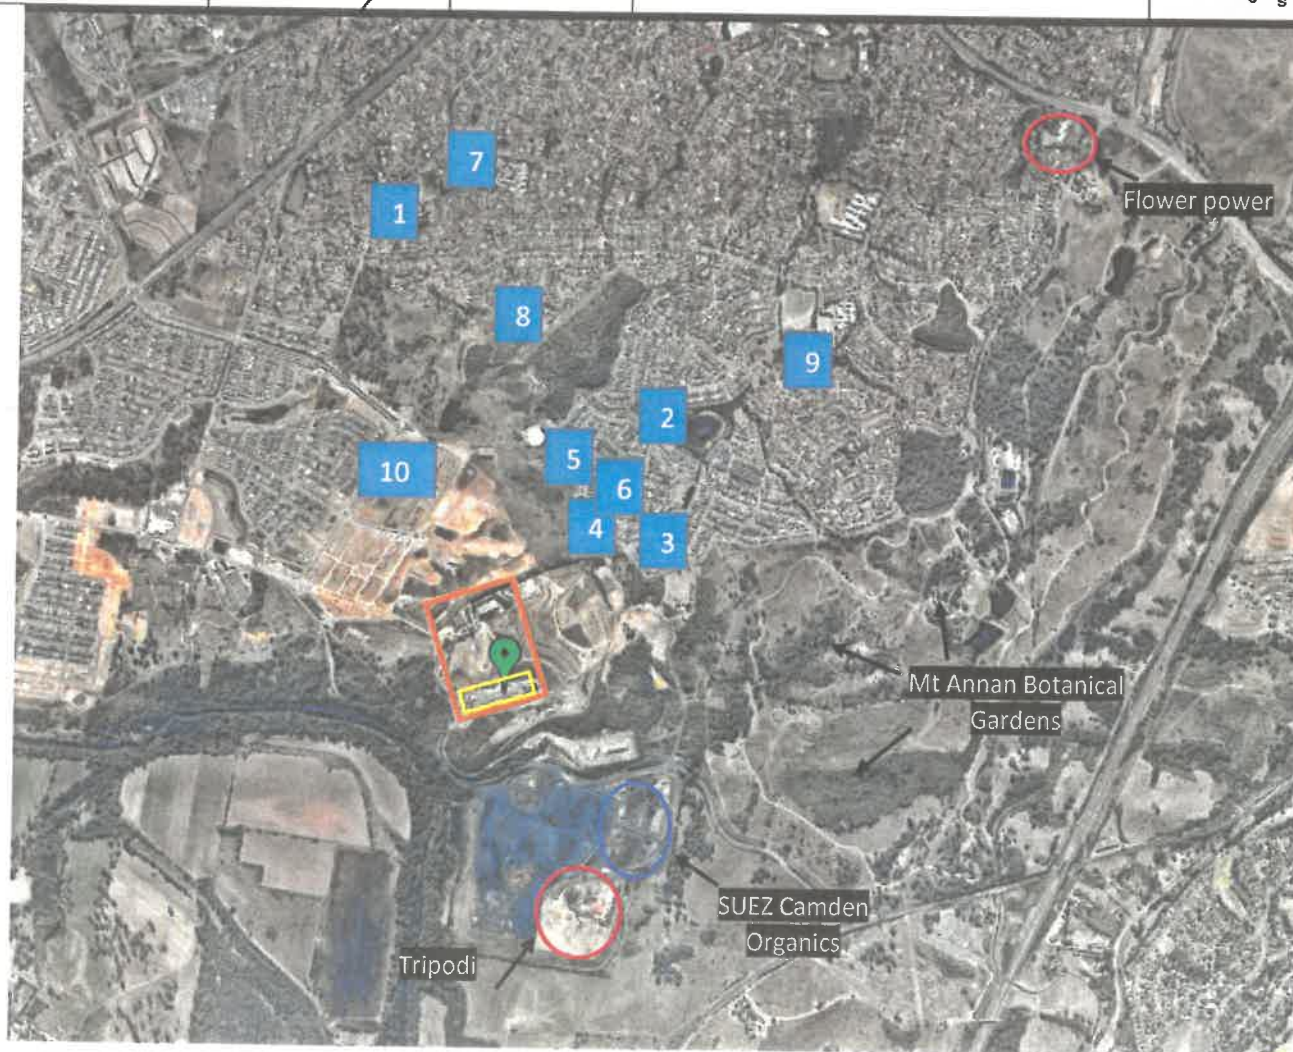 7
1
Flower power
8
9
2
5
10
6
4
3
Mt Annan Botanical
Gardens
SUEZ Camden
Organics
Tripodi